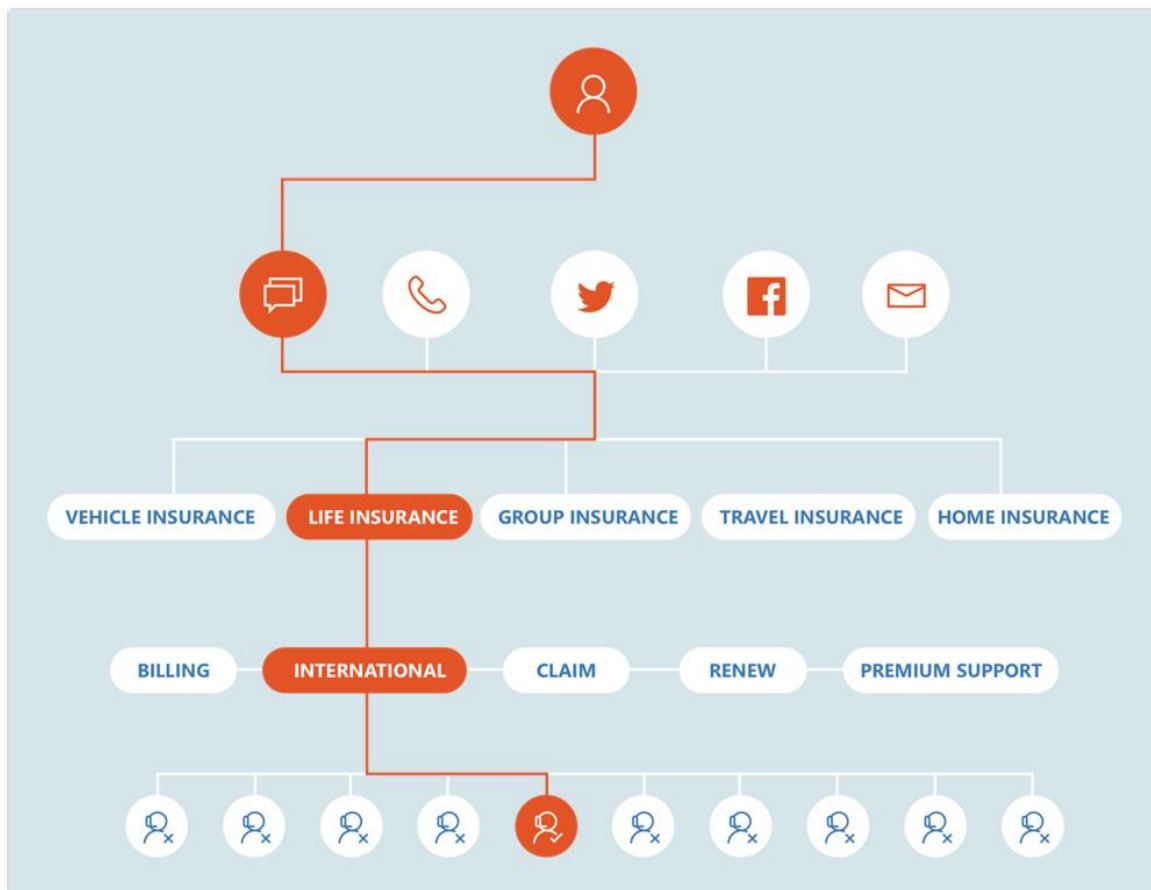 VEHICLE INSURANCE
LIFE INSURANCE
GROUP INSURANCE
TRAVEL INSURANCE
HOME INSURANCE
BILLING
INTERNATIONAL
CLAIM
RENEW
PREMIUM SUPPORT